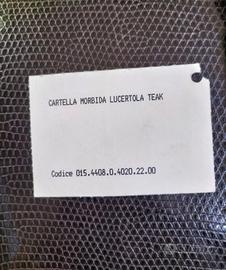 CARTELLA MORBIDA LUCERTOLA TEAK
Codice 015.4408.0.4020.22.00